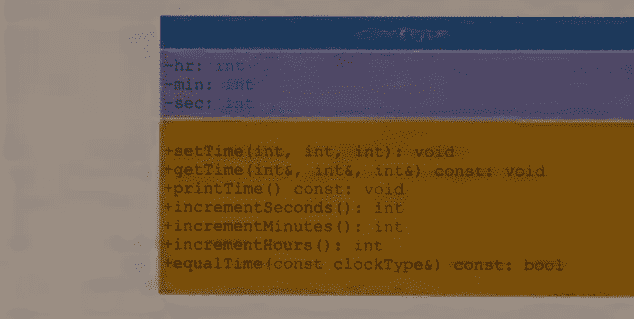 clockType
-hr: int
-min: int
-sec: int
+setTime(int, int, int): void
+getTime(int&, int&, int&) const: void
+printTime() const: void
+incrementSeconds(): int
+incrementMinutes(): int
+incrementHours(): int
+equalTime(const clockType&) const: bool